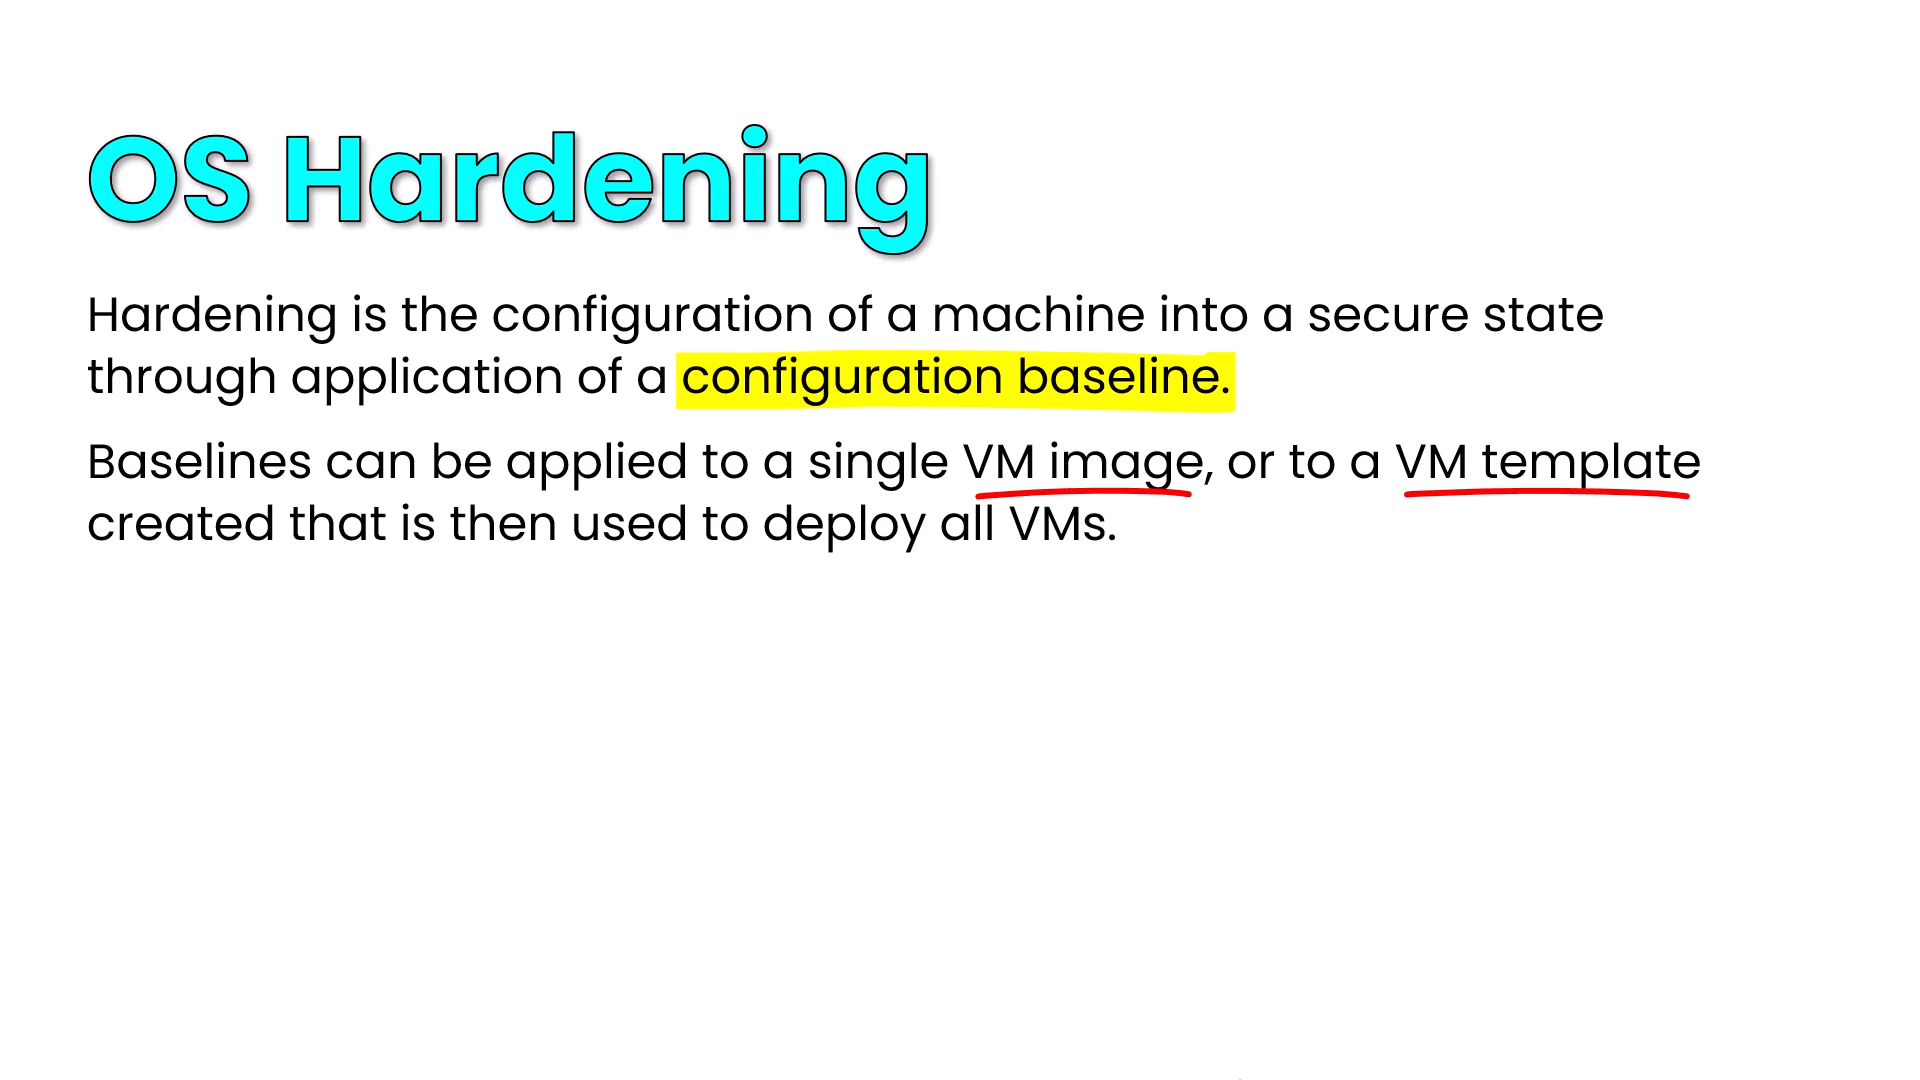 OS Hardening
Hardening is the configuration of a machine into a secure state
through application of a configuration baseline.
Baselines can be applied to a single VM image, or to a VM template
created that is then used to deploy all VMs.